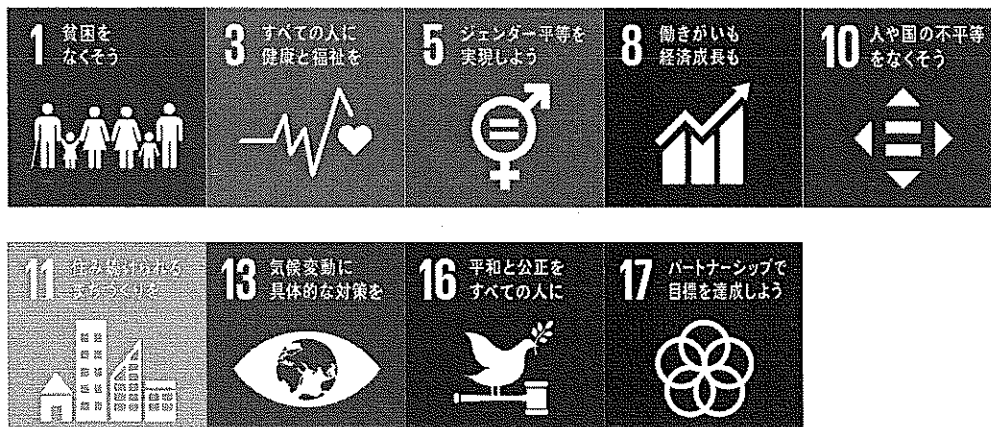 1 貧困を
なくそう
3 すべての人に
健康と福祉を
5 ジェンダー平等を
実現しよう
8 働きがいも
経済成長も
10 人や国の不平等
をなくそう
11 住み続けられる
まちづくりを
13 気候変動に
具体的な対策を
16 平和と公正を
すべての人に
17 パートナーシップで
目標を達成しよう